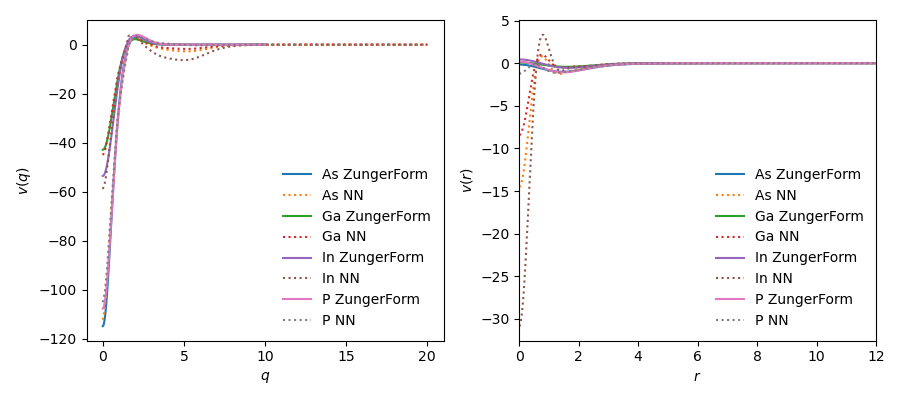 0
−20
−40
−60
−80
−100
−120
v(q)
0
5
10
15
20
q
As ZungerForm
As NN
Ga ZungerForm
Ga NN
In ZungerForm
In NN
P ZungerForm
P NN
5
0
−5
−10
−15
−20
−25
−30
v(r)
0
2
4
6
8
10
12
r
As ZungerForm
As NN
Ga ZungerForm
Ga NN
In ZungerForm
In NN
P ZungerForm
P NN